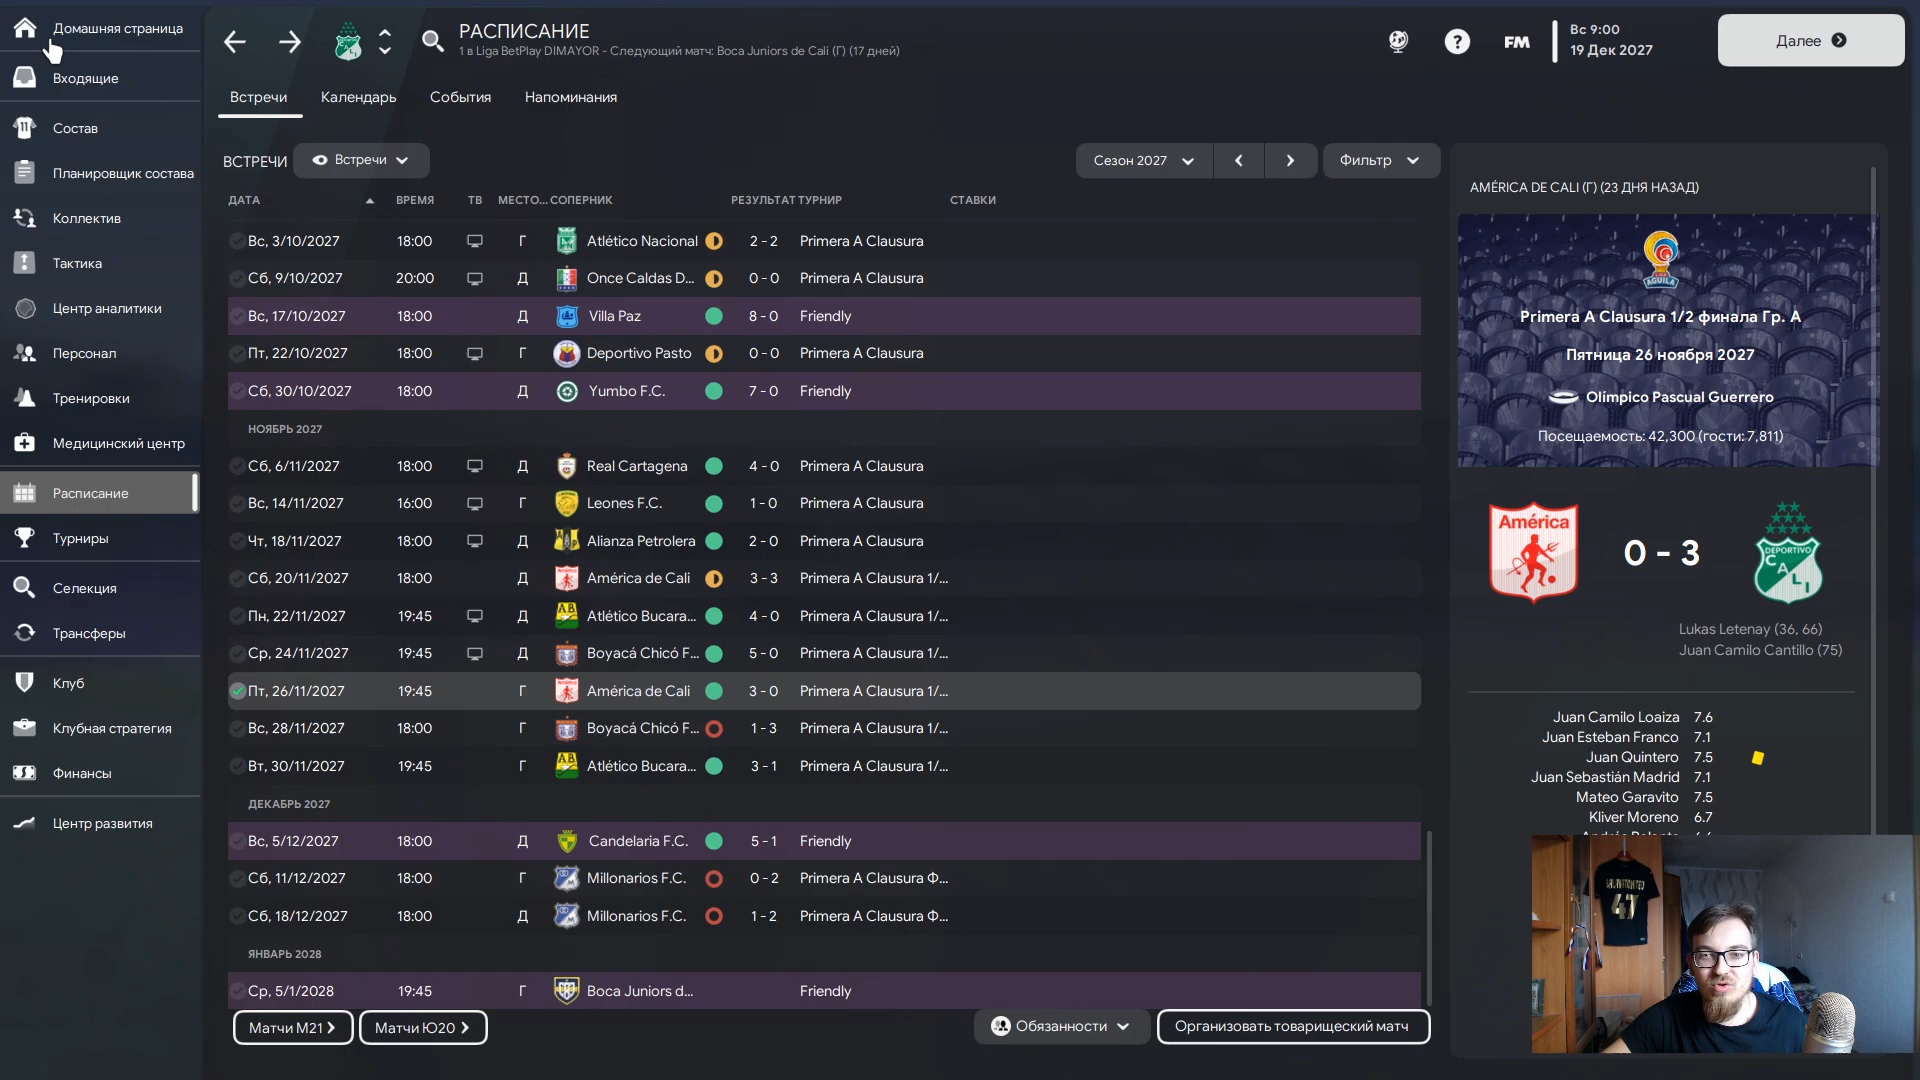 Домашняя страница
Входящие
Состав
Планировщик состава
Коллектив
Тактика
Центр аналитики
Персонал
Тренировки
Медицинский центр
Расписание
Турниры
Селекция
Трансферы
Клуб
Клубная стратегия
Финансы
Центр развития
РАСПИСАНИЕ
1 в Liga BetPlay DIMAYOR - Следующий матч: Boca Juniors de Cali (Г) (17 дней)
FM
Вс 9:00
19 Дек 2027
Далее
Встречи Календарь События Напоминания
ВСТРЕЧИ Встречи Сезон 2027 Фильтр
ДАТА ВРЕМЯ ТВ МЕСТО... СОПЕРНИК РЕЗУЛЬТАТ ТУРНИР СТАВКИ
Вс, 3/10/2027 18:00 Г Atlético Nacional 2 - 2 Primera A Clausura
Сб, 9/10/2027 20:00 Д Once Caldas D... 0 - 0 Primera A Clausura
Вс, 17/10/2027 18:00 Д Villa Paz 8 - 0 Friendly
Пт, 22/10/2027 18:00 Г Deportivo Pasto 0 - 0 Primera A Clausura
Сб, 30/10/2027 18:00 Д Yumbo F.C. 7 - 0 Friendly
НОЯБРЬ 2027
Сб, 6/11/2027 18:00 Д Real Cartagena 4 - 0 Primera A Clausura
Вс, 14/11/2027 16:00 Г Leones F.C. 1 - 0 Primera A Clausura
Чт, 18/11/2027 18:00 Д Alianza Petrolera 2 - 0 Primera A Clausura
Сб, 20/11/2027 18:00 Д América de Cali 3 - 3 Primera A Clausura 1/...
Пн, 22/11/2027 19:45 Д Atlético Bucara... 4 - 0 Primera A Clausura 1/...
Ср, 24/11/2027 19:45 Д Boyacá Chicó F... 5 - 0 Primera A Clausura 1/...
Пт, 26/11/2027 19:45 Г América de Cali 3 - 0 Primera A Clausura 1/...
Вс, 28/11/2027 18:00 Г Boyacá Chicó F... 1 - 3 Primera A Clausura 1/...
Вт, 30/11/2027 19:45 Г Atlético Bucara... 3 - 1 Primera A Clausura 1/...
ДЕКАБРЬ 2027
Вс, 5/12/2027 18:00 Д Candelaria F.C. 5 - 1 Friendly
Сб, 11/12/2027 18:00 Г Millonarios F.C. 0 - 2 Primera A Clausura Ф...
Сб, 18/12/2027 18:00 Д Millonarios F.C. 1 - 2 Primera A Clausura Ф...
ЯНВАРЬ 2028
Ср, 5/1/2028 19:45 Г Boca Juniors d... Friendly
Матчи М21 Матчи Ю20 Обязанности Организовать товарищеский матч
AMÉRICA DE CALI (Г) (23 ДНЯ НАЗАД)
Primera A Clausura 1/2 финала Гр. A
Пятница 26 ноября 2027
Olímpico Pascual Guerrero
Посещаемость: 42,300 (гости: 7,811)
América
0 - 3
DEPORTIVO
CALI
Lukas Letenay (36, 66)
Juan Camilo Cantillo (75)
Juan Camilo Loaiza 7.6
Juan Esteban Franco 7.1
Juan Quintero 7.5
Juan Sebastián Madrid 7.1
Mateo Garavito 7.5
Kliver Moreno 6.7
47